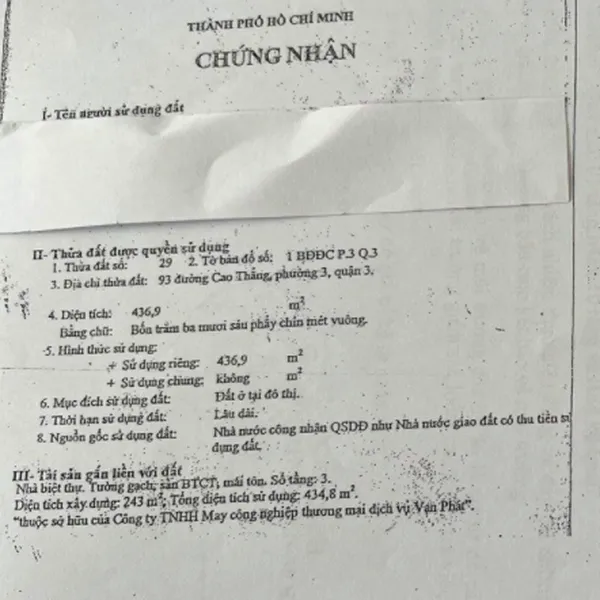 THÀNH PHỐ HỒ CHÍ MINH
CHỨNG NHẬN
I- Tên người sử dụng đất
II- Thửa đất được quyền sử dụng
1. Thửa đất số: 29 2. Tờ bản đồ số: 1 BĐĐC P.3 Q.3
3. Địa chỉ thửa đất: 93 đường Cao Thắng, phường 3, quận 3.
4. Diện tích: 436,9 m²
Bằng chữ: Bốn trăm ba mươi sáu phẩy chín mét vuông.
5. Hình thức sử dụng:
+ Sử dụng riêng: 436,9 m²
+ Sử dụng chung: không m²
6. Mục đích sử dụng đất: Đất ở tại đô thị.
7. Thời hạn sử dụng đất: Lâu dài.
8. Nguồn gốc sử dụng đất: Nhà nước công nhận QSDĐ như Nhà nước giao đất có thu tiền sử
dụng đất.
III- Tài sản gắn liền với đất
Nhà biệt thự. Tường gạch, sàn BTCT, mái tôn. Số tầng: 3.
Diện tích xây dựng: 243 m²; Tổng diện tích sử dụng: 434,8 m².
"thuộc sở hữu của Công ty TNHH May công nghiệp thương mại dịch vụ Vạn Phát".